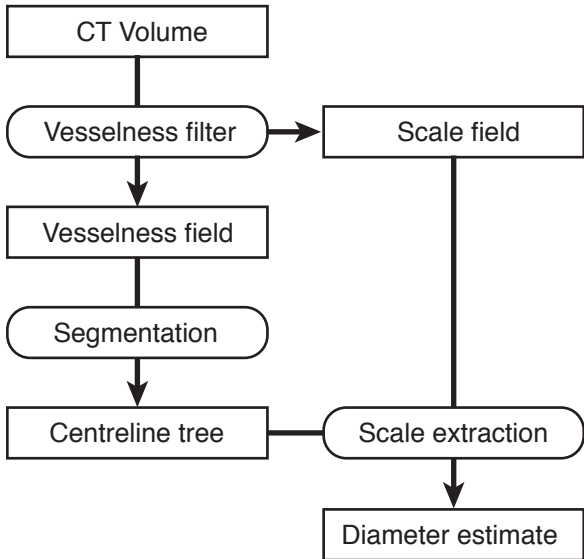 CT Volume
Vesselness filter
Scale field
Vesselness field
Segmentation
Centreline tree
Scale extraction
Diameter estimate